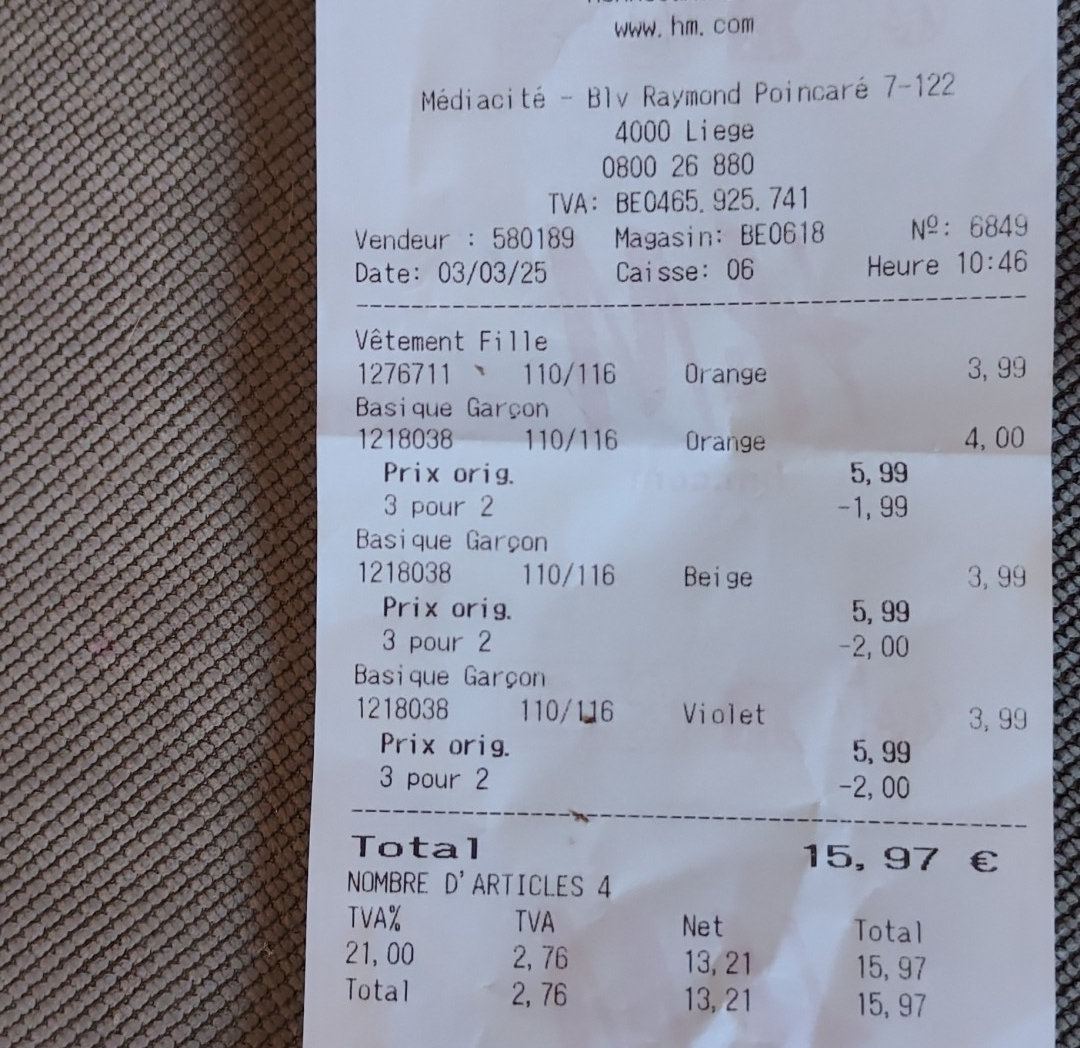 www.hm.com
Médiacité - Blv Raymond Poincaré 7-122
4000 Liege
0800 26 880
TVA: BE0465.925.741
Vendeur : 580189 Magasin: BE0618 Nº: 6849
Date: 03/03/25 Caisse: 06 Heure 10:46
Vêtement Fille
1276711 110/116 Orange 3,99
Basique Garçon
1218038 110/116 Orange 4,00
Prix orig. 5,99
3 pour 2 -1,99
Basique Garçon
1218038 110/116 Beige 3,99
Prix orig. 5,99
3 pour 2 -2,00
Basique Garçon
1218038 110/116 Violet 3,99
Prix orig. 5,99
3 pour 2 -2,00
Total 15,97 €
NOMBRE D'ARTICLES 4
TVA% TVA Net Total
21,00 2,76 13,21 15,97
Total 2,76 13,21 15,97